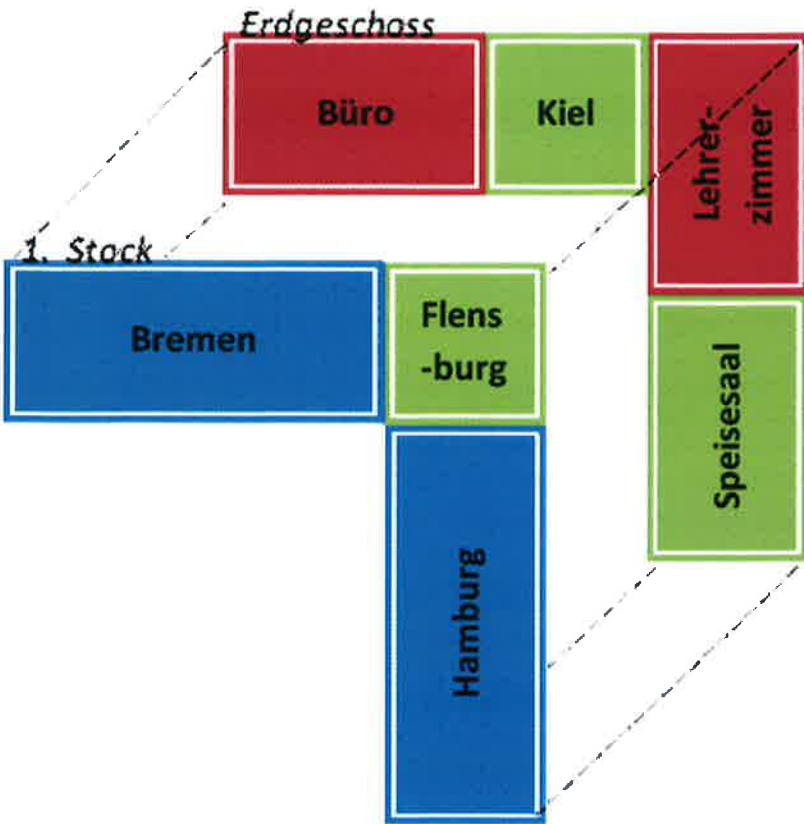 Erdgeschoss
Büro
Kiel
Lehrer-
zimmer
1. Stock
Bremen
Flens
-burg
Speisesaal
Hamburg